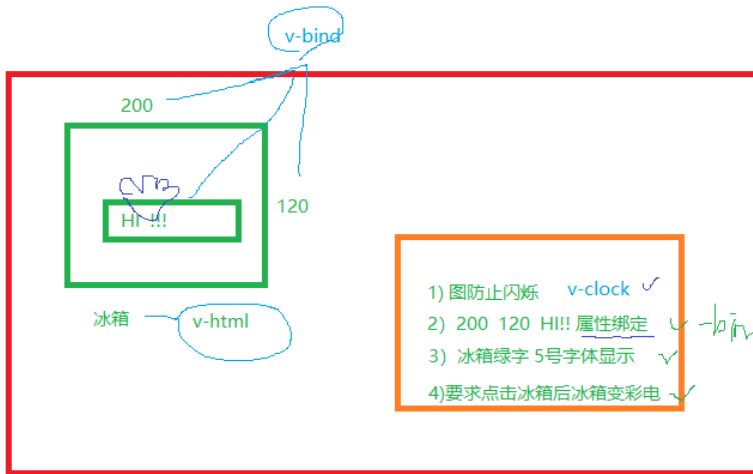 v-bind
200
120
HI !!!
冰箱
v-html
1) 图防止闪烁 v-clock
2）200 120 HI!! 属性绑定 -bin
3）冰箱绿字 5号字体显示
4)要求点击冰箱后冰箱变彩电